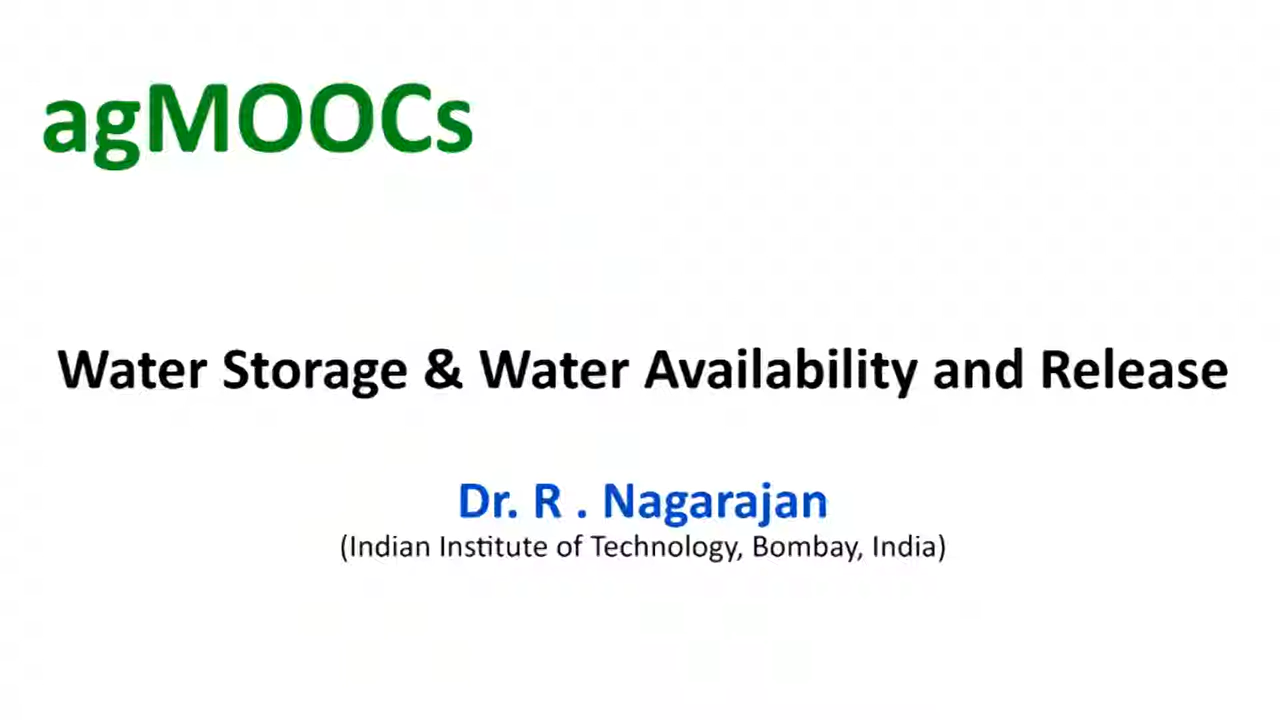 agMOOCs
Water Storage & Water Availability and Release
Dr. R . Nagarajan
(Indian Institute of Technology, Bombay, India)